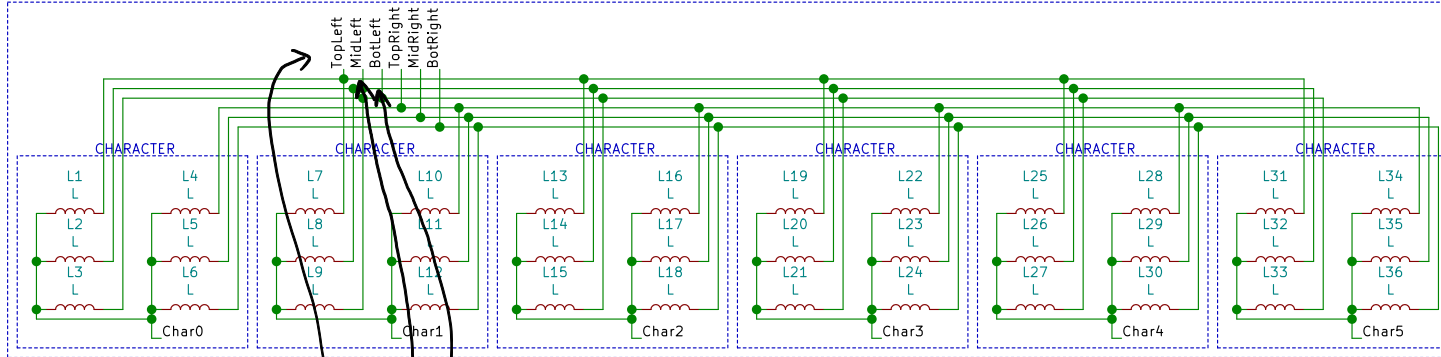 TopLeft
MidLeft
BotLeft
TopRight
MidRight
BotRight
CHARACTER CHARACTER CHARACTER CHARACTER CHARACTER CHARACTER
L1 L4 L7 L10 L13 L16 L19 L22 L25 L28 L31 L34
L L L L L L L L L L L L
L2 L5 L8 L11 L14 L17 L20 L23 L26 L29 L32 L35
L L L L L L L L L L L L
L3 L6 L9 L12 L15 L18 L21 L24 L27 L30 L33 L36
L L L L L L L L L L L L
Char0 Char1 Char2 Char3 Char4 Char5